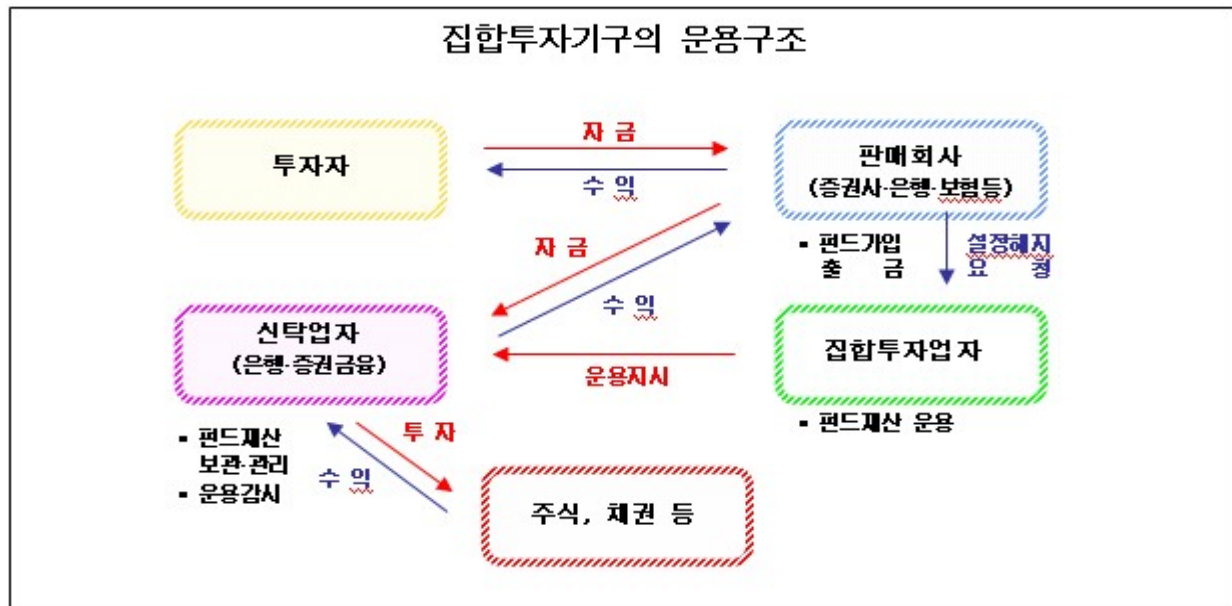 집합투자기구의 운용구조
투자자
자 금
수 익
판매회사
(증권사·은행·보험등)
▪ 펀드가입
출 금
설정해지
요 청
자 금
수 익
신탁업자
(은행·증권금융)
운용지시
집합투자업자
▪ 펀드재산 운용
▪ 펀드재산
보관·관리
▪ 운용감시
투 자
수 익
주식, 채권 등